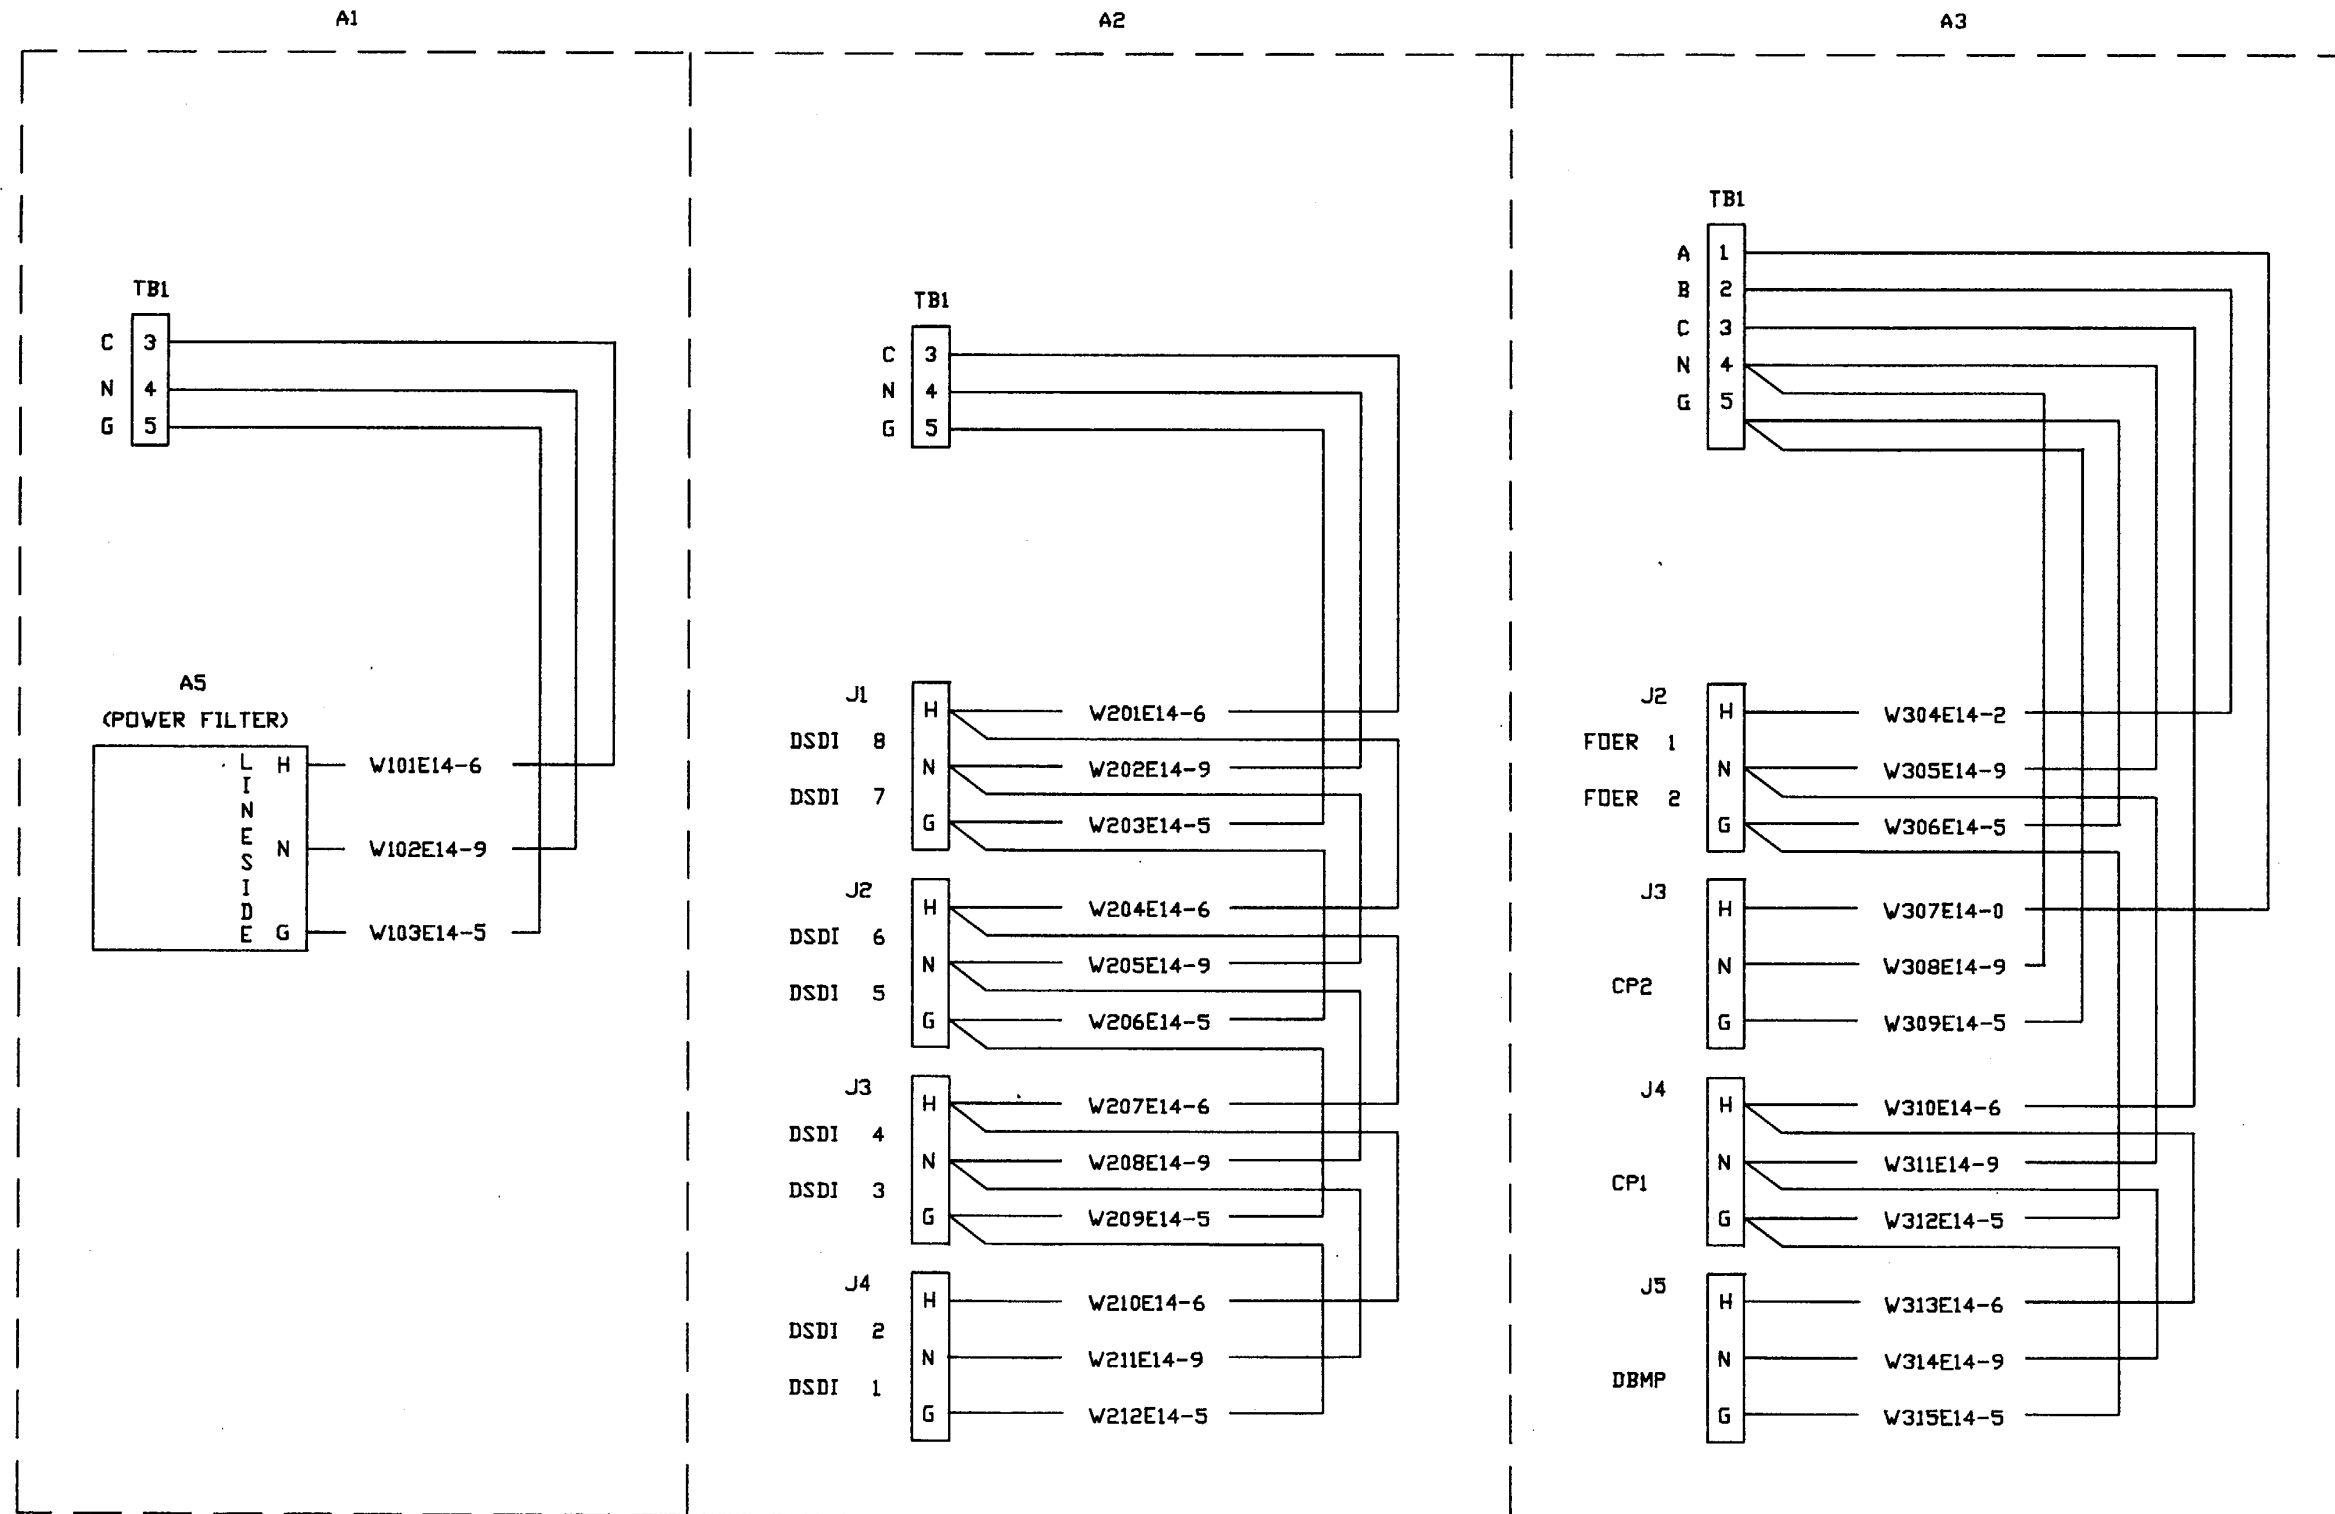 A1
A2
A3
TB1
C 3
N 4
G 5
A5
(POWER FILTER)
LINESIDE
H W101E14-6
N W102E14-9
G W103E14-5
TB1
C 3
N 4
G 5
J1
H W201E14-6
DSDI 8
N W202E14-9
DSDI 7
G W203E14-5
J2
H W204E14-6
DSDI 6
N W205E14-9
DSDI 5
G W206E14-5
J3
H W207E14-6
DSDI 4
N W208E14-9
DSDI 3
G W209E14-5
J4
H W210E14-6
DSDI 2
N W211E14-9
DSDI 1
G W212E14-5
TB1
A 1
B 2
C 3
N 4
G 5
J2
H W304E14-2
FOER 1
N W305E14-9
FOER 2
G W306E14-5
J3
H W307E14-0
N W308E14-9
CP2
G W309E14-5
J4
H W310E14-6
N W311E14-9
CP1
G W312E14-5
J5
H W313E14-6
N W314E14-9
DBMP
G W315E14-5